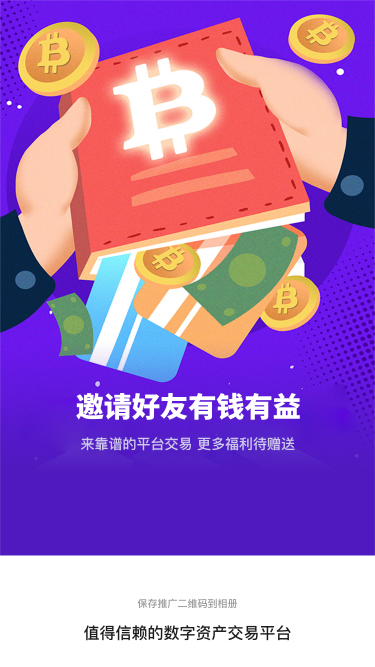 邀请好友有钱有益
来靠谱的平台交易 更多福利待赠送
保存推广二维码到相册
值得信赖的数字资产交易平台